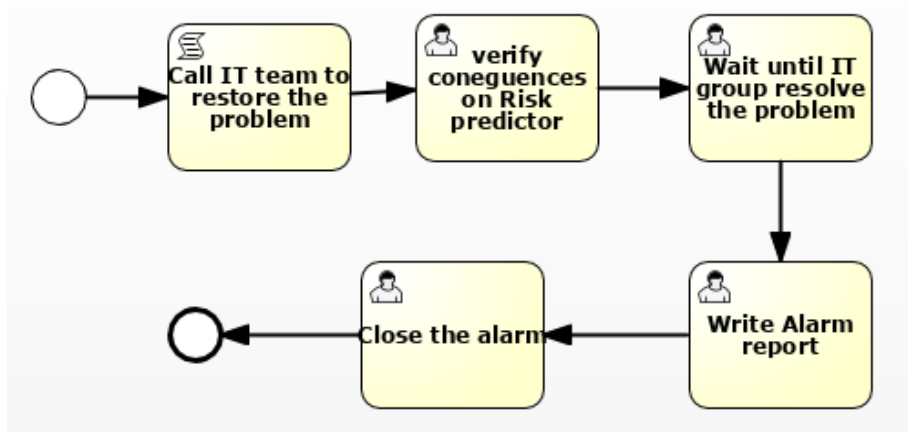 Call IT team to
restore the
problem
verify
coneguences
on Risk
predictor
Wait until IT
group resolve
the problem
Write Alarm
report
Close the alarm